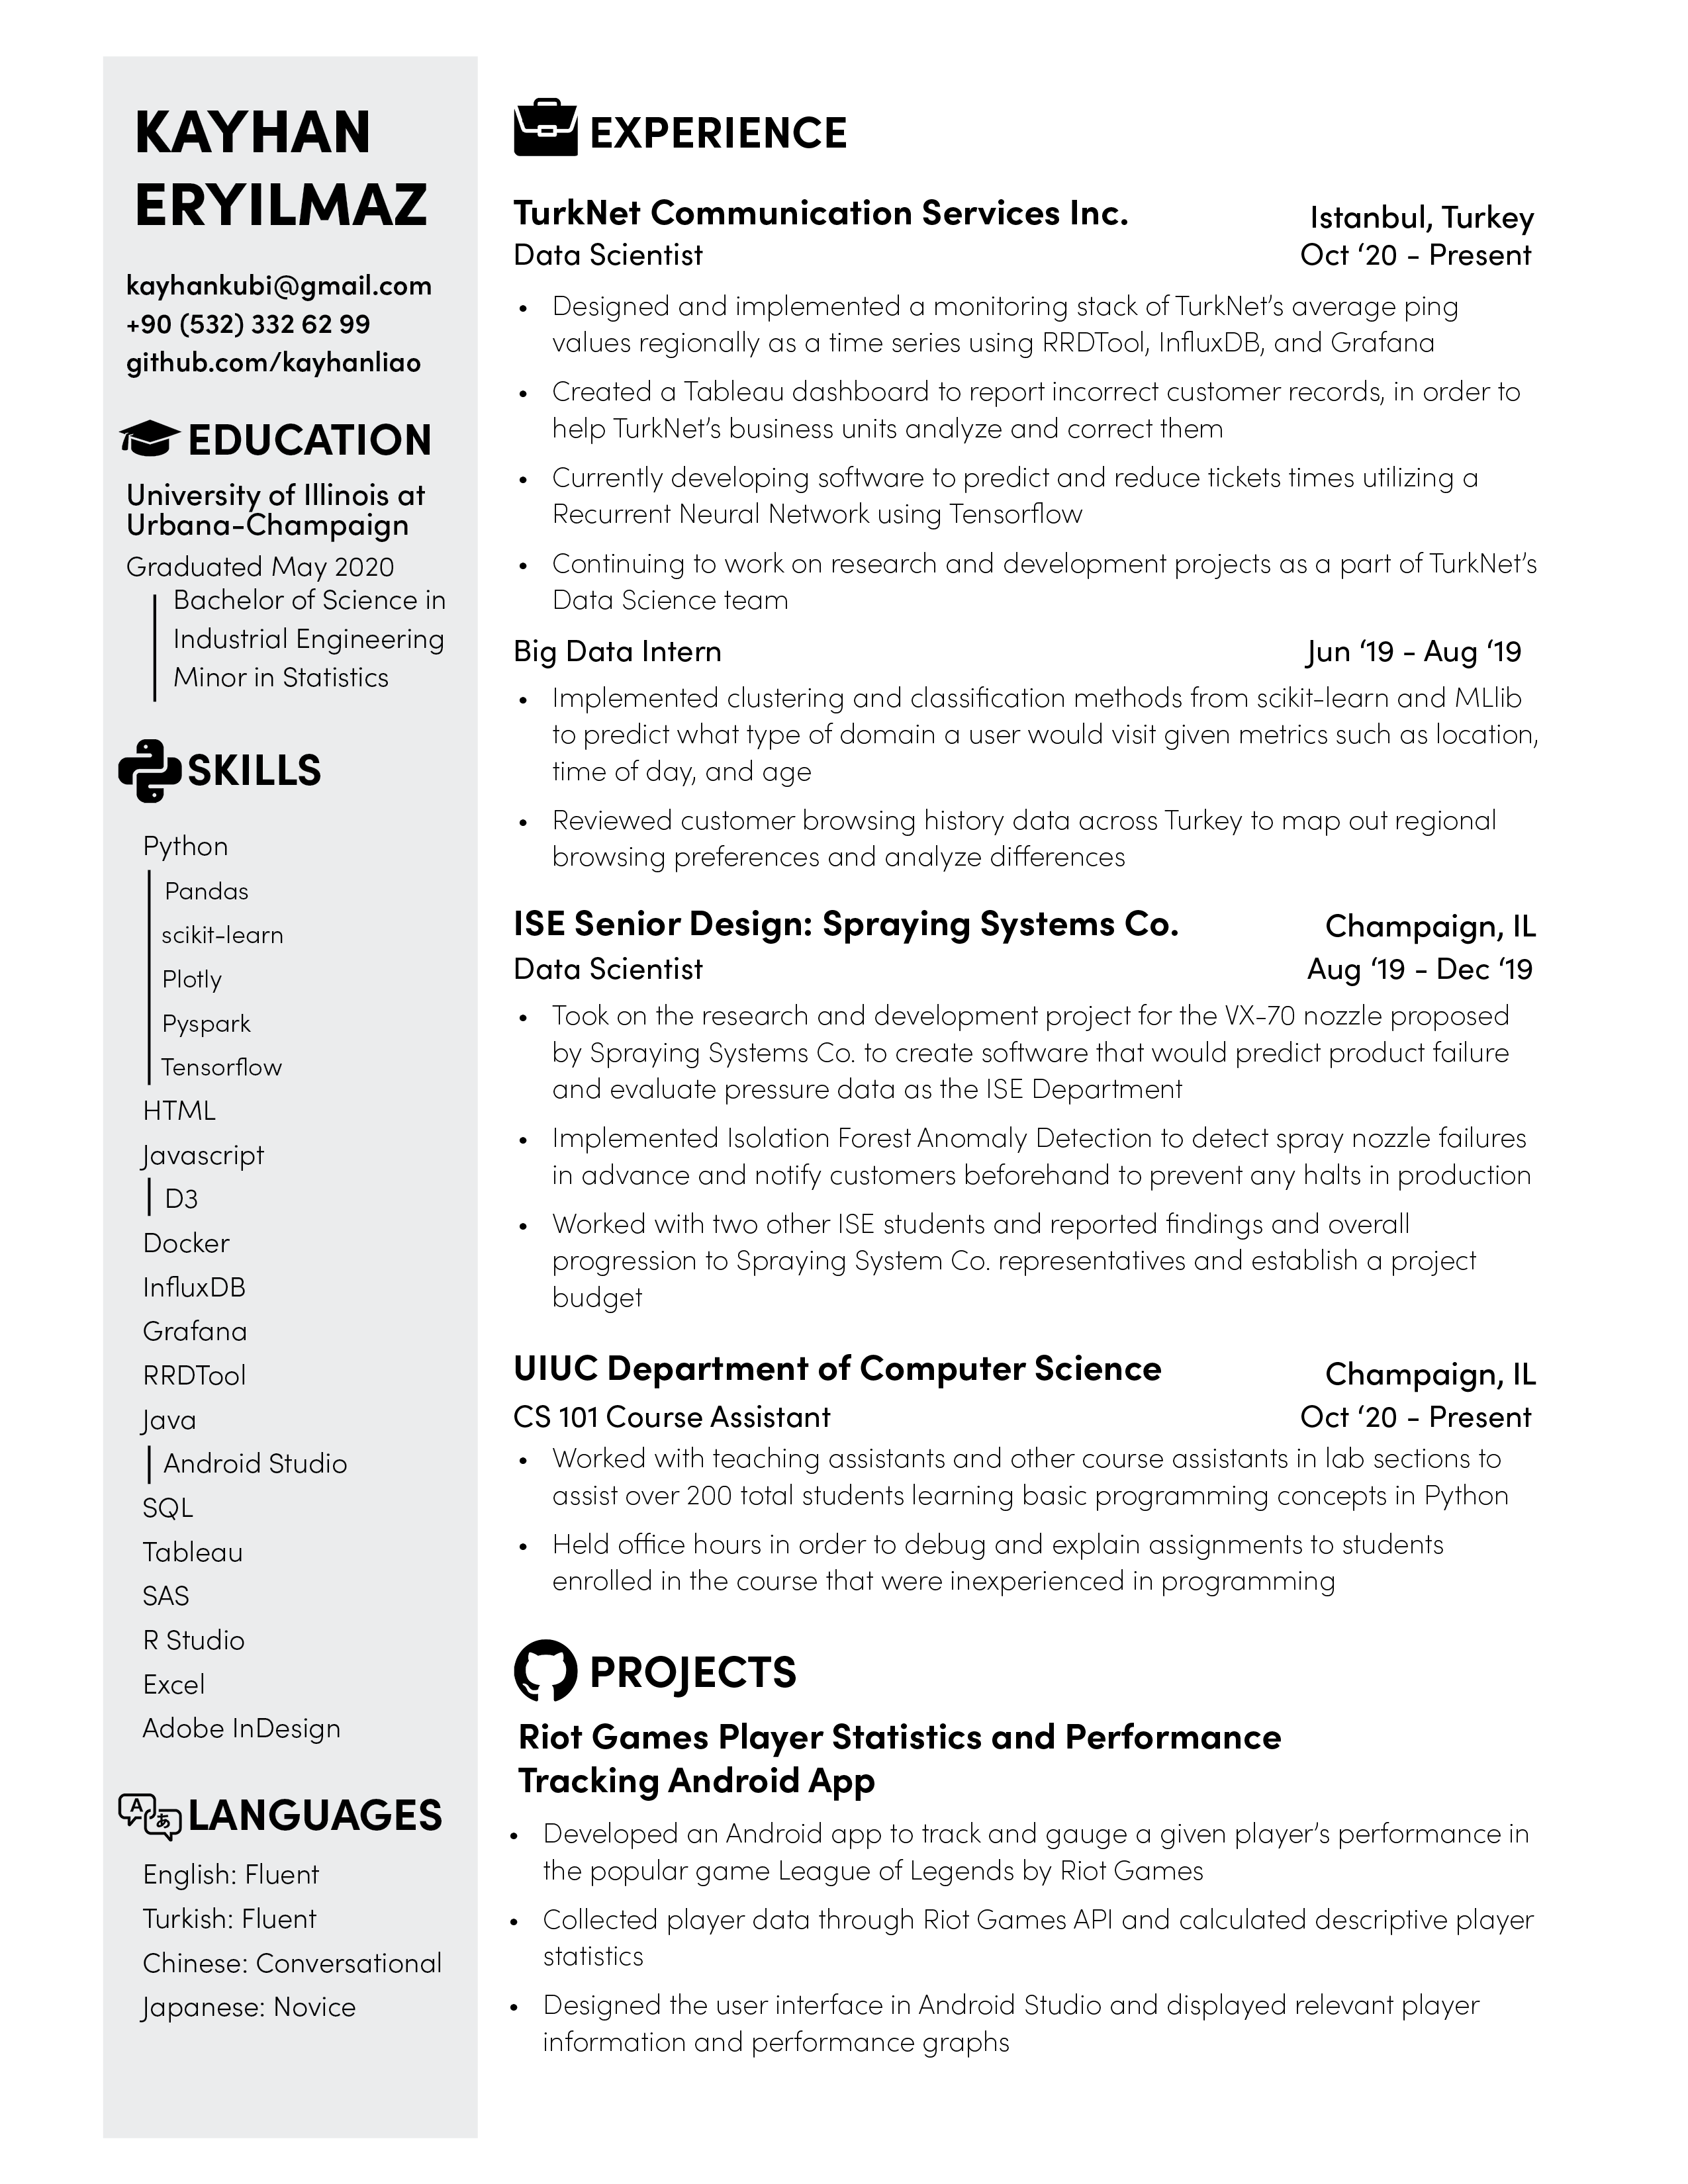 KAYHAN
ERYILMAZ
kayhankubi@gmail.com
+90 (532) 332 62 99
github.com/kayhanliao
EDUCATION
University of Illinois at
Urbana-Champaign
Graduated May 2020
Bachelor of Science in
Industrial Engineering
Minor in Statistics
SKILLS
Python
Pandas
scikit-learn
Plotly
Pyspark
Tensorflow
HTML
Javascript
D3
Docker
InfluxDB
Grafana
RRDTool
Java
Android Studio
SQL
Tableau
SAS
R Studio
Excel
Adobe InDesign
A あ LANGUAGES
English: Fluent
Turkish: Fluent
Chinese: Conversational
Japanese: Novice
EXPERIENCE
TurkNet Communication Services Inc. Istanbul, Turkey
Data Scientist Oct ‘20 - Present
• Designed and implemented a monitoring stack of TurkNet’s average ping
values regionally as a time series using RRDTool, InfluxDB, and Grafana
• Created a Tableau dashboard to report incorrect customer records, in order to
help TurkNet’s business units analyze and correct them
• Currently developing software to predict and reduce tickets times utilizing a
Recurrent Neural Network using Tensorflow
• Continuing to work on research and development projects as a part of TurkNet’s
Data Science team
Big Data Intern Jun ‘19 - Aug ‘19
• Implemented clustering and classification methods from scikit-learn and MLlib
to predict what type of domain a user would visit given metrics such as location,
time of day, and age
• Reviewed customer browsing history data across Turkey to map out regional
browsing preferences and analyze differences
ISE Senior Design: Spraying Systems Co. Champaign, IL
Data Scientist Aug ‘19 - Dec ‘19
• Took on the research and development project for the VX-70 nozzle proposed
by Spraying Systems Co. to create software that would predict product failure
and evaluate pressure data as the ISE Department
• Implemented Isolation Forest Anomaly Detection to detect spray nozzle failures
in advance and notify customers beforehand to prevent any halts in production
• Worked with two other ISE students and reported findings and overall
progression to Spraying System Co. representatives and establish a project
budget
UIUC Department of Computer Science Champaign, IL
CS 101 Course Assistant Oct ‘20 - Present
• Worked with teaching assistants and other course assistants in lab sections to
assist over 200 total students learning basic programming concepts in Python
• Held office hours in order to debug and explain assignments to students
enrolled in the course that were inexperienced in programming
PROJECTS
Riot Games Player Statistics and Performance
Tracking Android App
• Developed an Android app to track and gauge a given player’s performance in
the popular game League of Legends by Riot Games
• Collected player data through Riot Games API and calculated descriptive player
statistics
• Designed the user interface in Android Studio and displayed relevant player
information and performance graphs